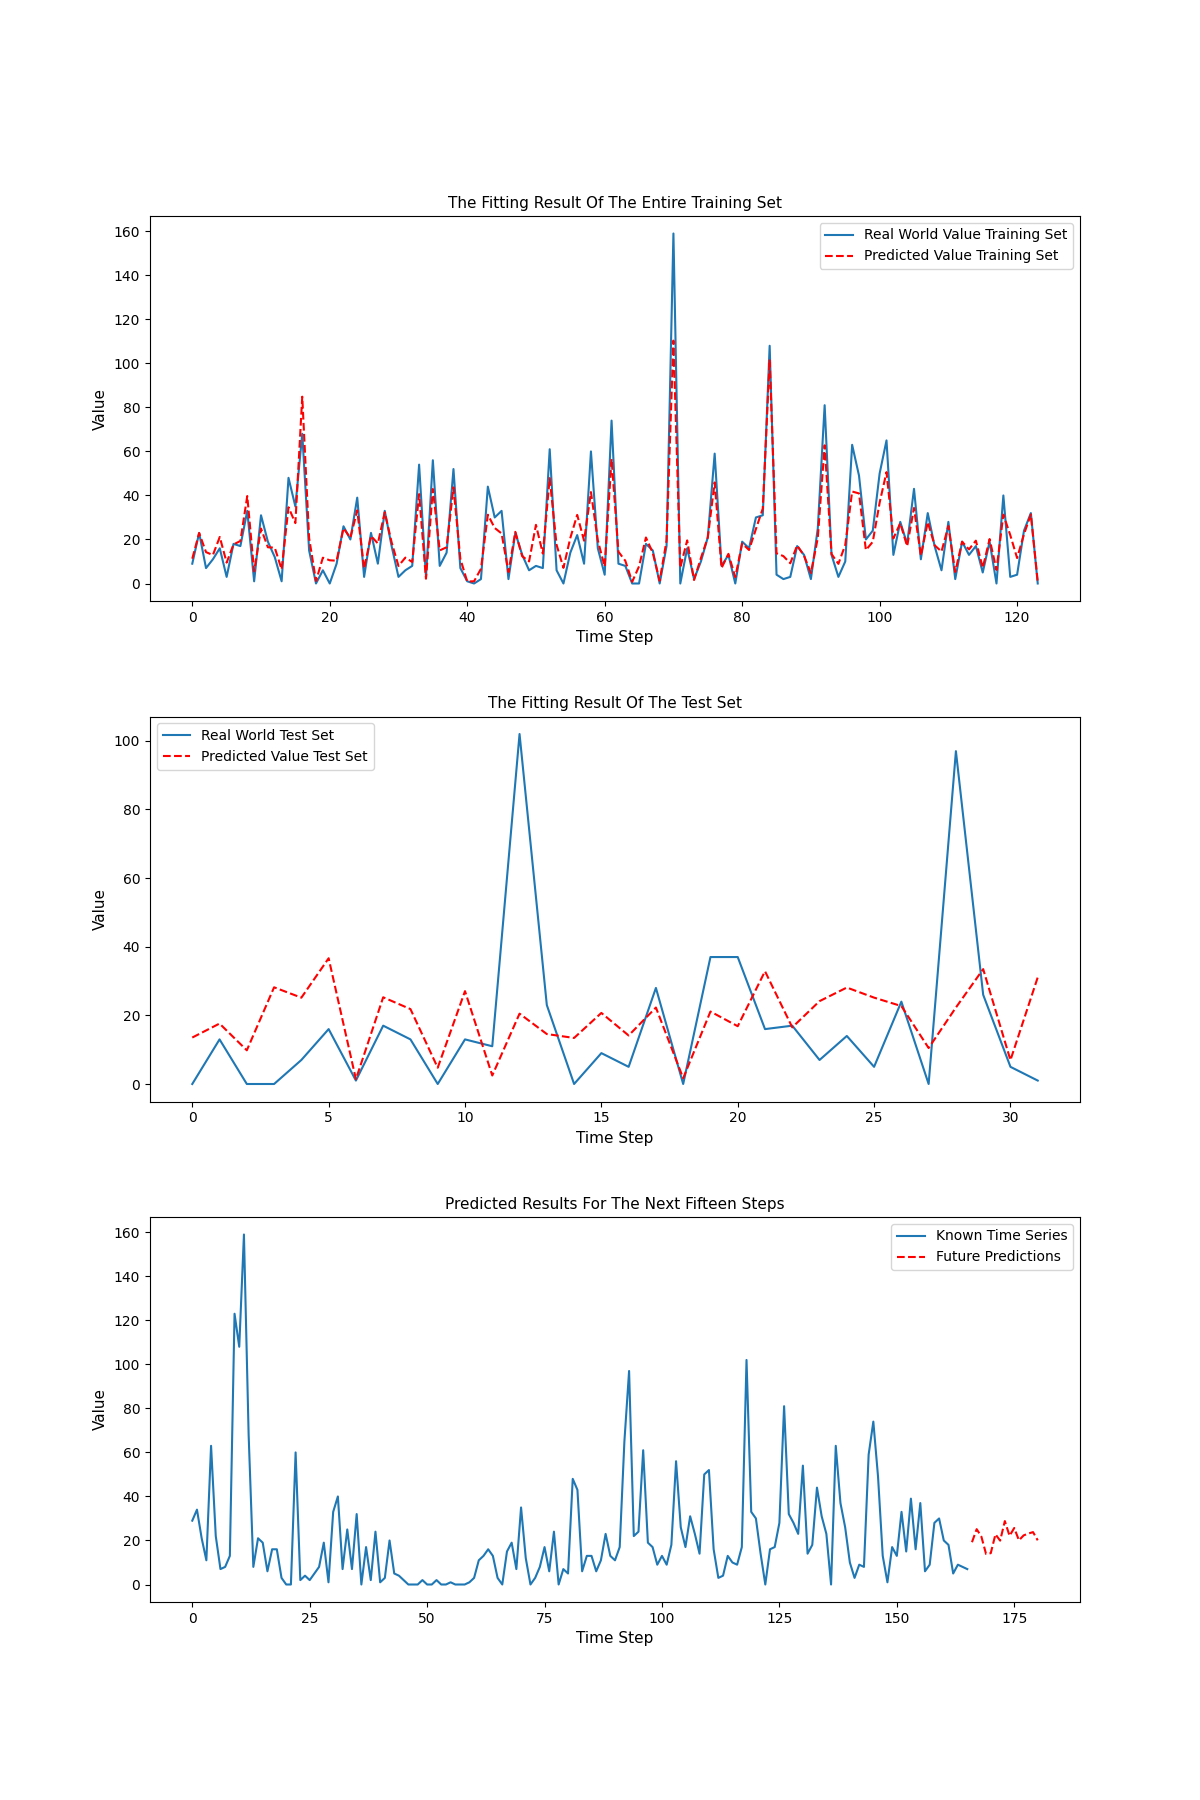 The Fitting Result Of The Entire Training Set
Real World Value Training Set
Predicted Value Training Set
160
140
120
100
80
60
40
20
0
Value
0 20 40 60 80 100 120
Time Step
The Fitting Result Of The Test Set
Real World Test Set
Predicted Value Test Set
100
80
60
40
20
0
Value
0 5 10 15 20 25 30
Time Step
Predicted Results For The Next Fifteen Steps
Known Time Series
Future Predictions
160
140
120
100
80
60
40
20
0
Value
0 25 50 75 100 125 150 175
Time Step